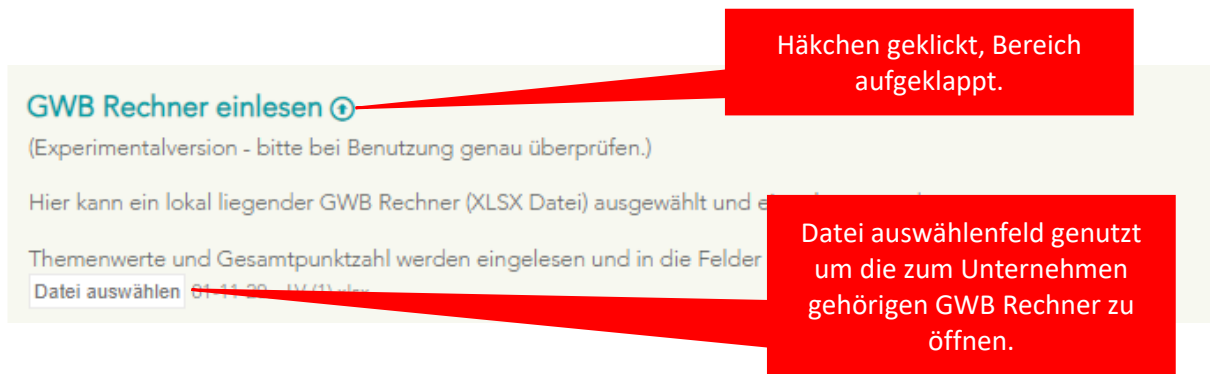 Häkchen geklickt, Bereich
aufgeklappt.
GWB Rechner einlesen
(Experimentalversion - bitte bei Benutzung genau überprüfen.)
Hier kann ein lokal liegender GWB Rechner (XLSX Datei) ausgewählt und
Themenwerte und Gesamtpunktzahl werden eingelesen und in die Felder
Datei auswählen
Datei auswählenfeld genutzt
um die zum Unternehmen
gehörigen GWB Rechner zu
öffnen.